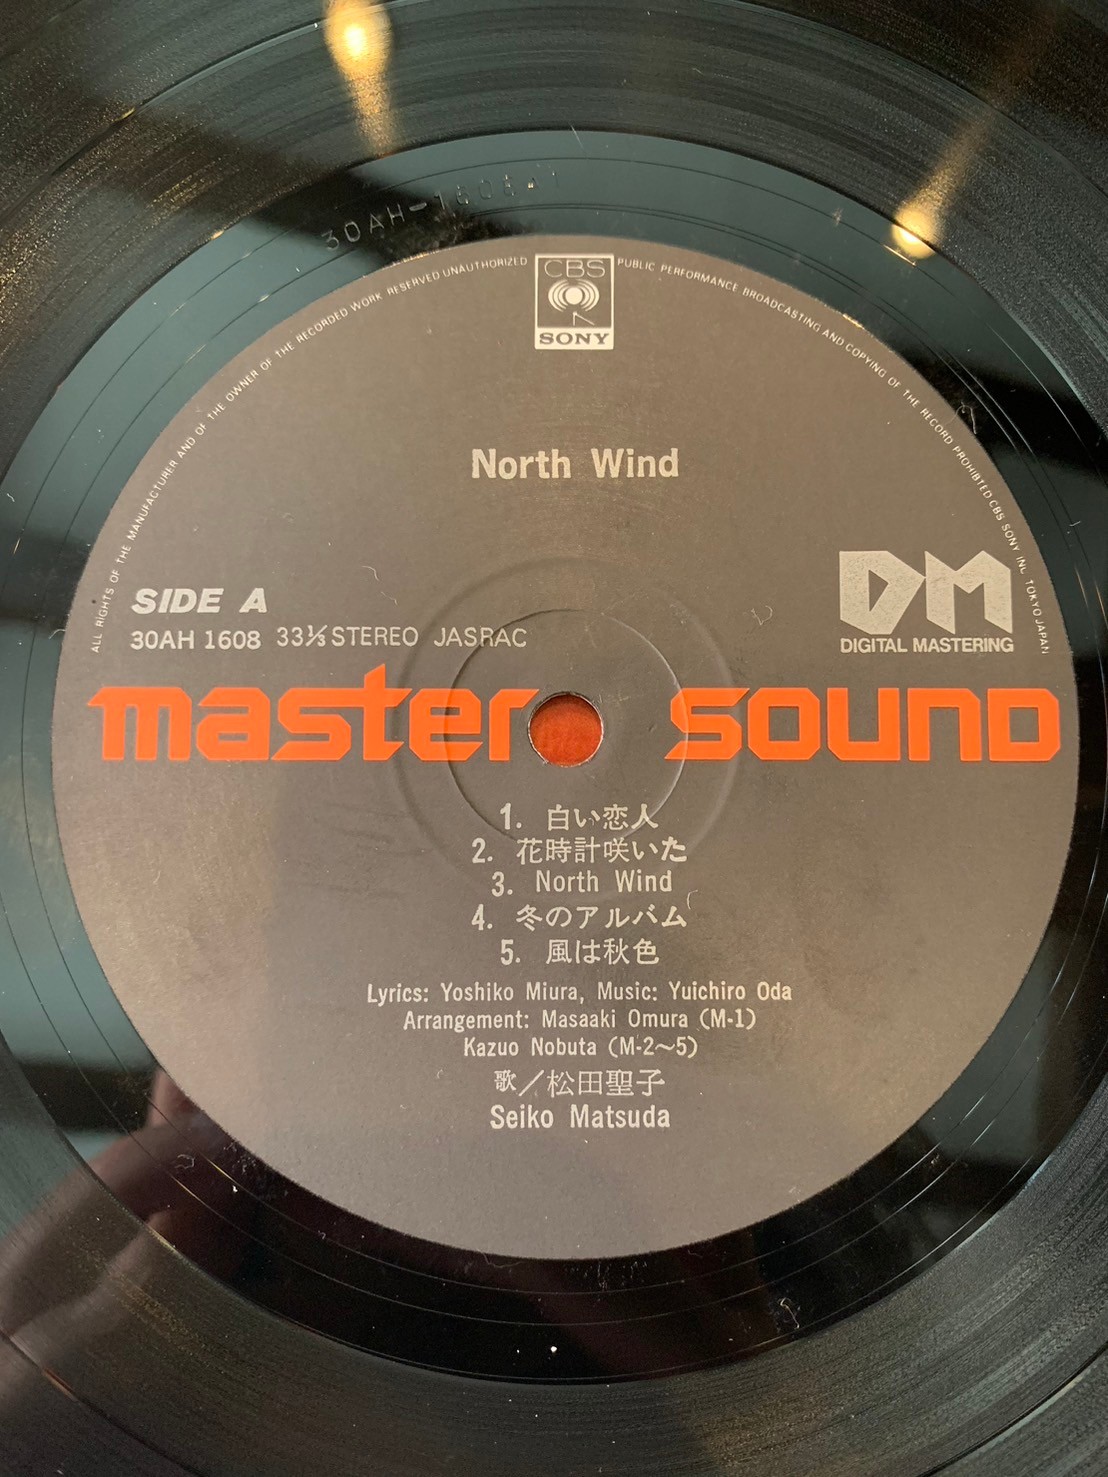 30AH-1608
ALL RIGHTS OF THE MANUFACTURER AND OF THE OWNER OF THE RECORDED WORK RESERVED UNAUTHORIZED PUBLIC PERFORMANCE BROADCASTING AND COPYING OF THE RECORD PROHIBITED CBS SONY INC. TOKYO JAPAN
CBS
SONY
North Wind
DM
DIGITAL MASTERING
SIDE A
30AH 1608 33⅓ STEREO JASRAC
master sound
1. 白い恋人
2. 花時計咲いた
3. North Wind
4. 冬のアルバム
5. 風は秋色
Lyrics: Yoshiko Miura, Music: Yuichiro Oda
Arrangement: Masaaki Omura (M-1)
Kazuo Nobuta (M-2〜5)
歌／松田聖子
Seiko Matsuda